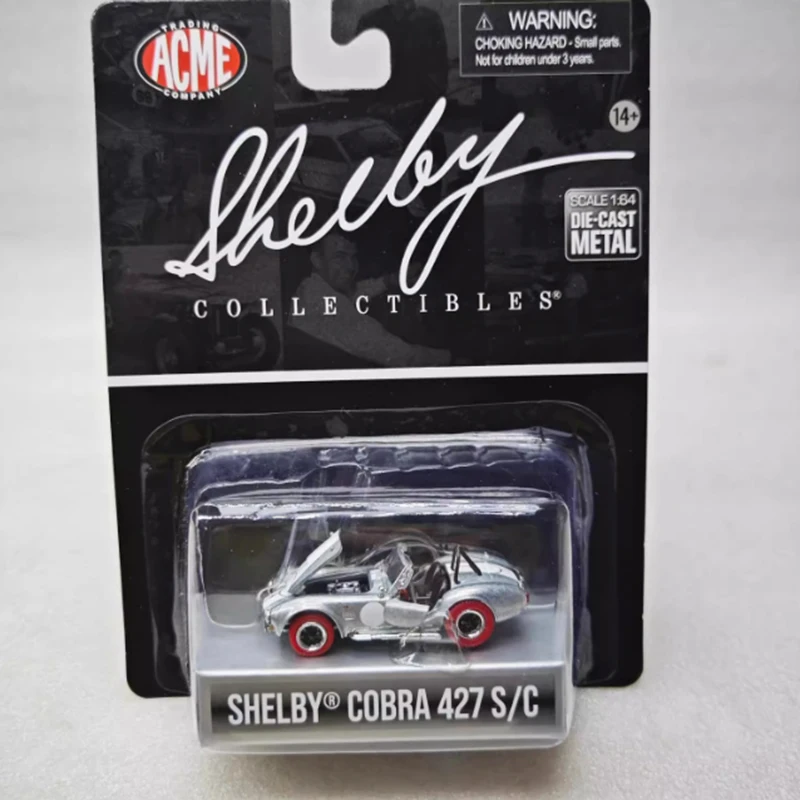 TRADING
ACME
COMPANY
WARNING:
CHOKING HAZARD - Small parts.
Not for children under 3 years.
14+
Shelby
COLLECTIBLES®
SCALE 1:64
DIE-CAST
METAL
SHELBY® COBRA 427 S/C